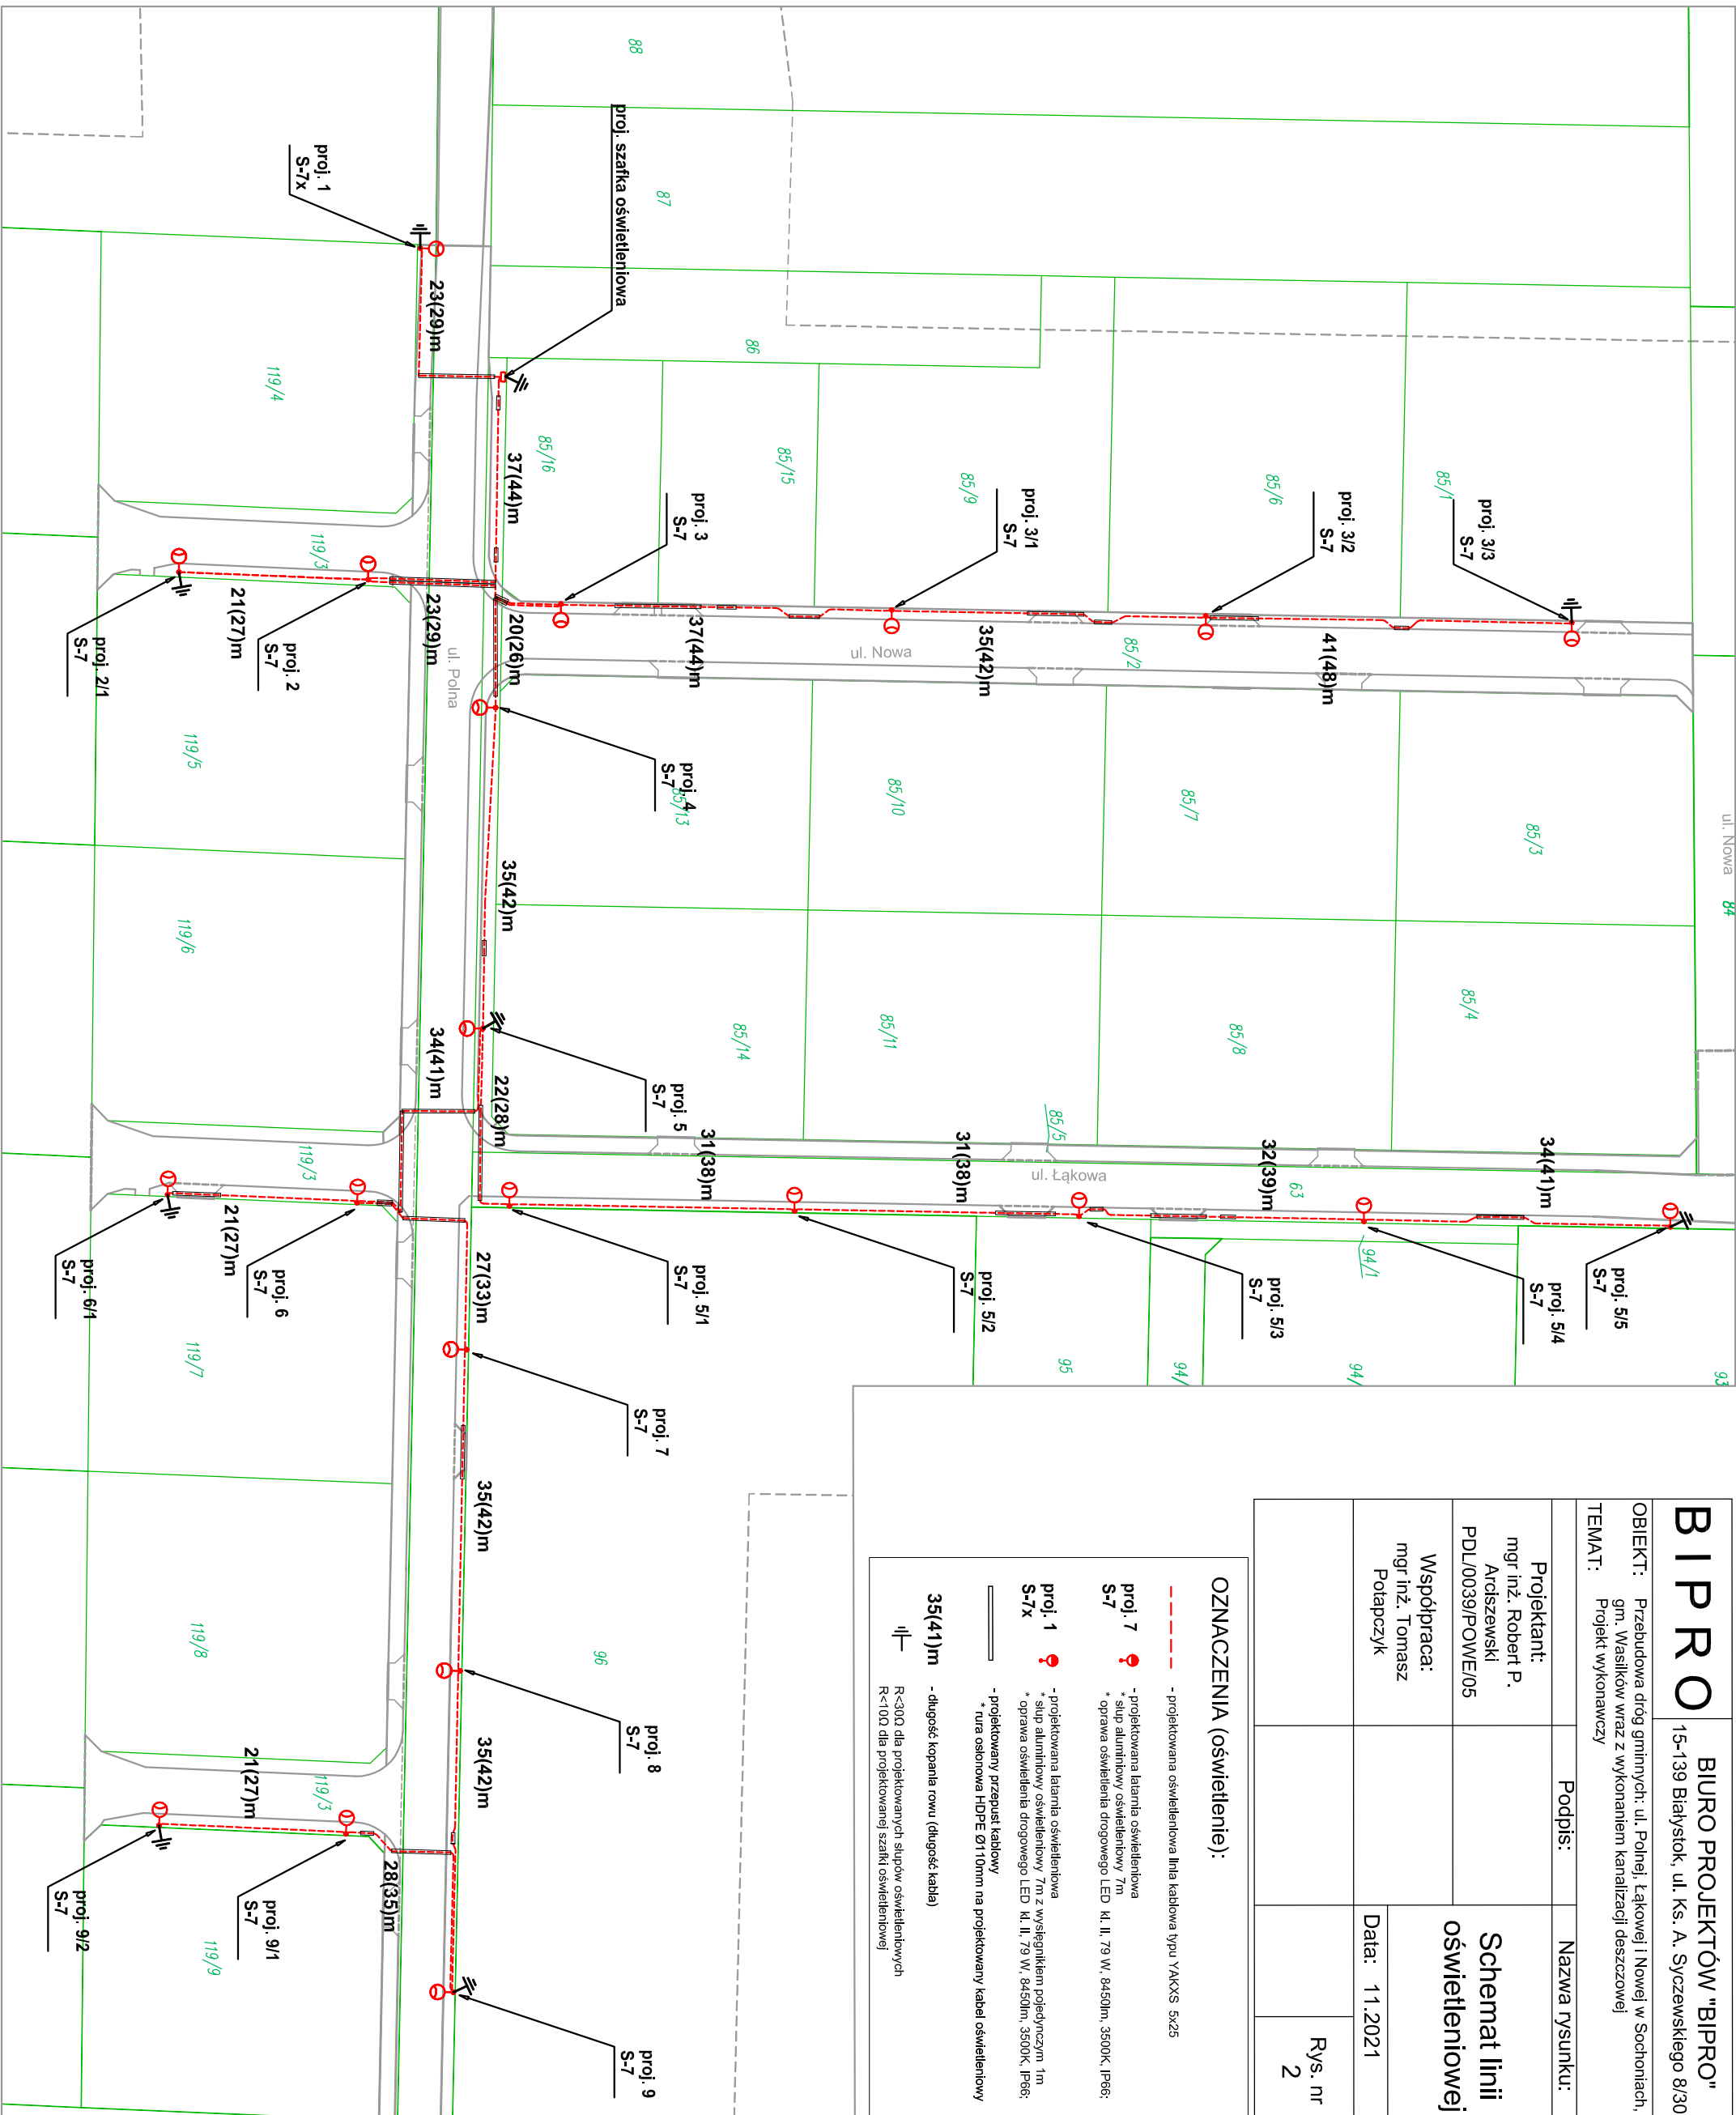 BIPRO
BIURO PROJEKTÓW "BIPRO"
15-139 Białystok, ul. Ks. A. Syczewskiego 8/30
OBIEKT: Przebudowa dróg gminnych: ul. Polnej, Łąkowej i Nowej w Sochoniach,
gm. Wasilków wraz z wykonaniem kanalizacji deszczowej
TEMAT: Projekt wykonawczy
Podpis:
Nazwa rysunku:
Projektant:
mgr inż. Robert P.
Ardiszewski
PDL/0039/POWE/05
Współpraca:
mgr inż. Tomasz
Potapczyk
Schemat linii
oświetleniowej
Data: 11.2021
Rys. nr
2
OZNACZENIA (oświetlenie):
- projektowana oświetleniowa linia kablowa typu YAKXS 5x25
proj. 7
S-7
- projektowana latarnia oświetleniowa
* słup aluminiowy oświetleniowy 7m
* oprawa oświetlenia drogowego LED kl. II, 79 W, 8450lm, 3500K, IP66;
proj. 1
S-7x
- projektowana latarnia oświetleniowa
* słup aluminiowy oświetleniowy 7m z wysięgnikiem pojedynczym 1m
* oprawa oświetlenia drogowego LED kl. II, 79 W, 8450lm, 3500K, IP66;
- projektowany przepust kablowy
* rura osłonowa HDPE Ø110mm na projektowany kabel oświetleniowy
35(41)m
- długość kopania rowu (długość kabla)
R<30Ω dla projektowanych słupów oświetleniowych
R<10Ω dla projektowanej szafki oświetleniowej
ul. Nowa
84
93
85/1
proj. 3/3
S-7
85/3
85/4
34(41)m
proj. 5/5
S-7
proj. 5/4
S-7
94/1
94/
94/
85/6
proj. 3/2
S-7
41(48)m
85/7
85/8
32(39)m
63
proj. 5/3
S-7
85/2
85/5
ul. Łąkowa
95
85/9
proj. 3/1
S-7
35(42)m
ul. Nowa
85/10
85/11
31(38)m
proj. 5/2
S-7
88
87
86
85/15
85/16
proj. szafka oświetleniowa
proj. 3
S-7
37(44)m
proj. 4
S-7
85/13
85/14
proj. 5
S-7
31(38)m
proj. 5/1
S-7
proj. 7
S-7
96
proj. 8
S-7
proj. 9
S-7
37(44)m
20(26)m
35(42)m
22(28)m
27(33)m
35(42)m
35(42)m
ul. Polna
23(29)m
23(29)m
34(41)m
28(35)m
proj. 1
S-7x
119/4
119/3
proj. 2
S-7
21(27)m
proj. 2/1
S-7
119/5
119/6
119/3
proj. 6
S-7
21(27)m
proj. 6/1
S-7
119/7
119/8
119/3
21(27)m
proj. 9/1
S-7
proj. 9/2
S-7
119/9